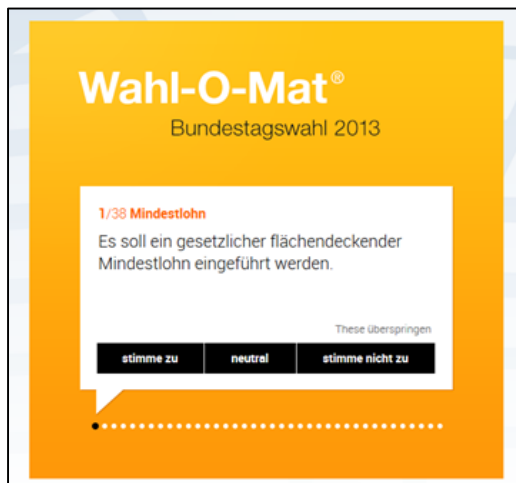 Wahl-O-Mat®
Bundestagswahl 2013
1/38 Mindestlohn
Es soll ein gesetzlicher flächendeckender
Mindestlohn eingeführt werden.
These überspringen
stimme zu neutral stimme nicht zu